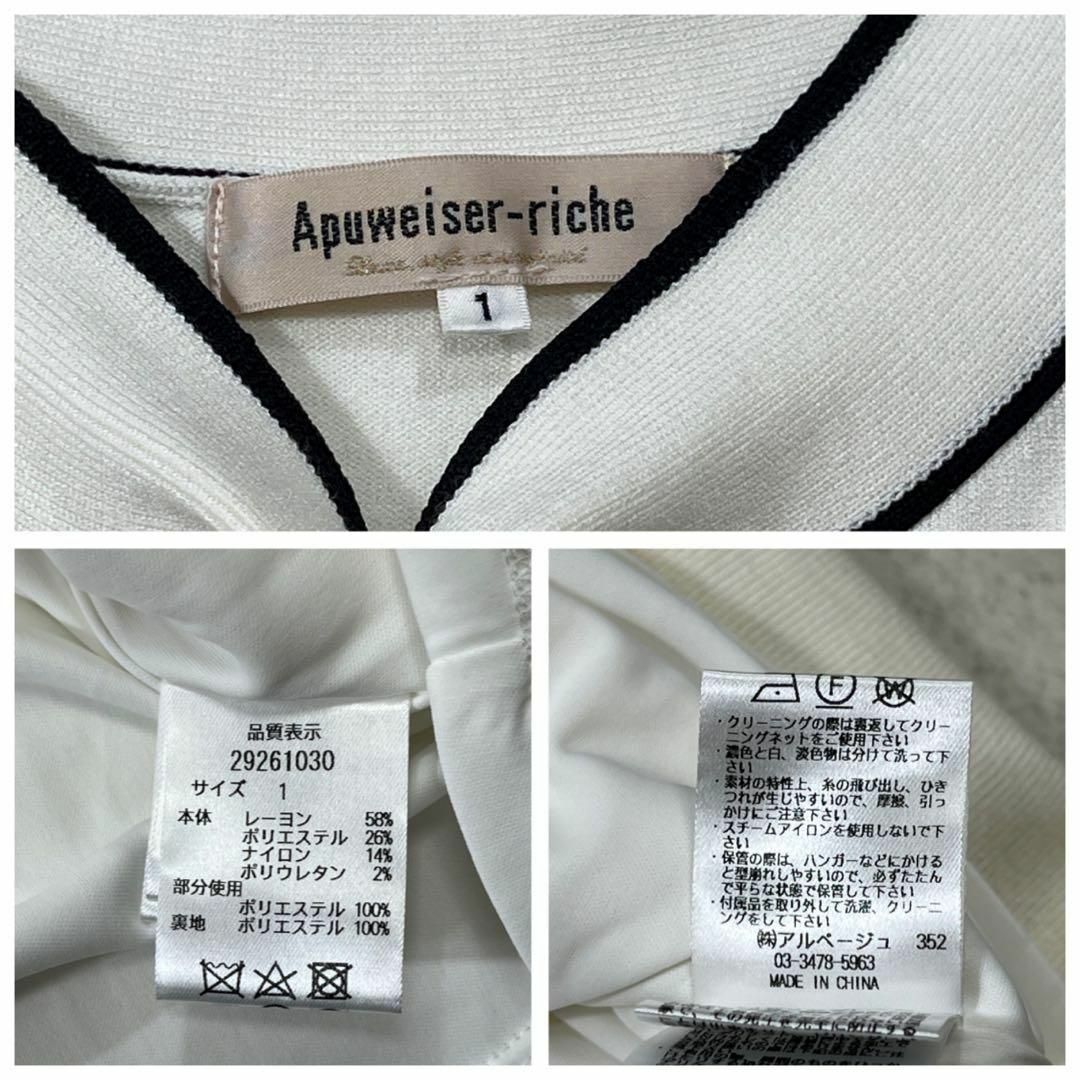 Apuweiser-riche
1
品質表示
29261030
サイズ 1
本体 レーヨン 58%
ポリエステル 26%
ナイロン 14%
ポリウレタン 2%
部分使用
ポリエステル 100%
裏地 ポリエステル 100%
F W
・クリーニングの際は裏返してクリー
ニングネットをご使用下さい
・濃色と白、淡色物は分けて洗って下
さい
・素材の特性上、糸の飛び出し、ひき
つれが生じやすいので、摩擦、引っ
かけにご注意下さい
・スチームアイロンを使用しないで下
さい
・保管の際は、ハンガーなどにかける
と型崩れしやすいので、必ずたたん
で平らな状態で保管して下さい
・付属品を取り外して洗濯、クリーニ
ングをして下さい
㈱アルページュ 352
03-3478-5963
MADE IN CHINA